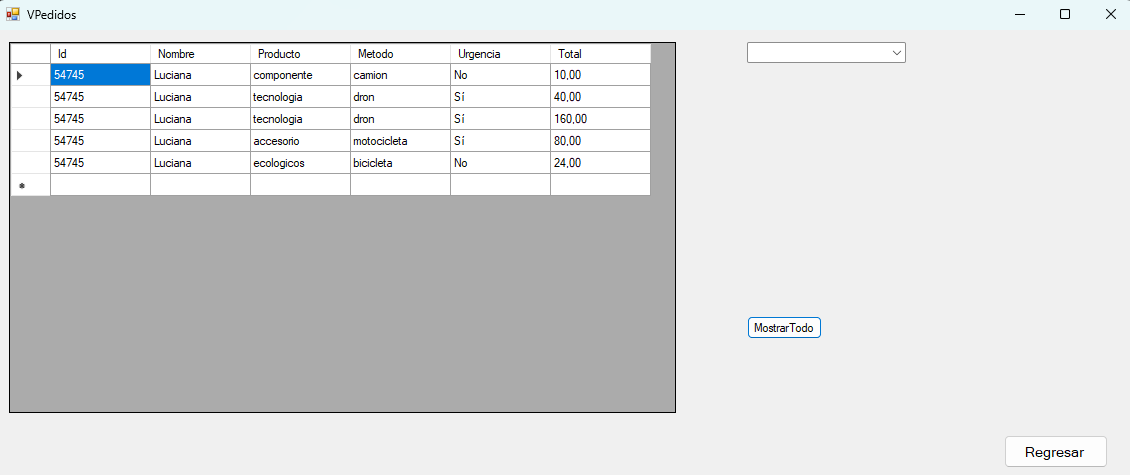 VPedidos
Id Nombre Producto Metodo Urgencia Total
54745 Luciana componente camion No 10,00
54745 Luciana tecnologia dron Sí 40,00
54745 Luciana tecnologia dron Sí 160,00
54745 Luciana accesorio motocicleta Sí 80,00
54745 Luciana ecologicos bicicleta No 24,00
MostrarTodo
Regresar